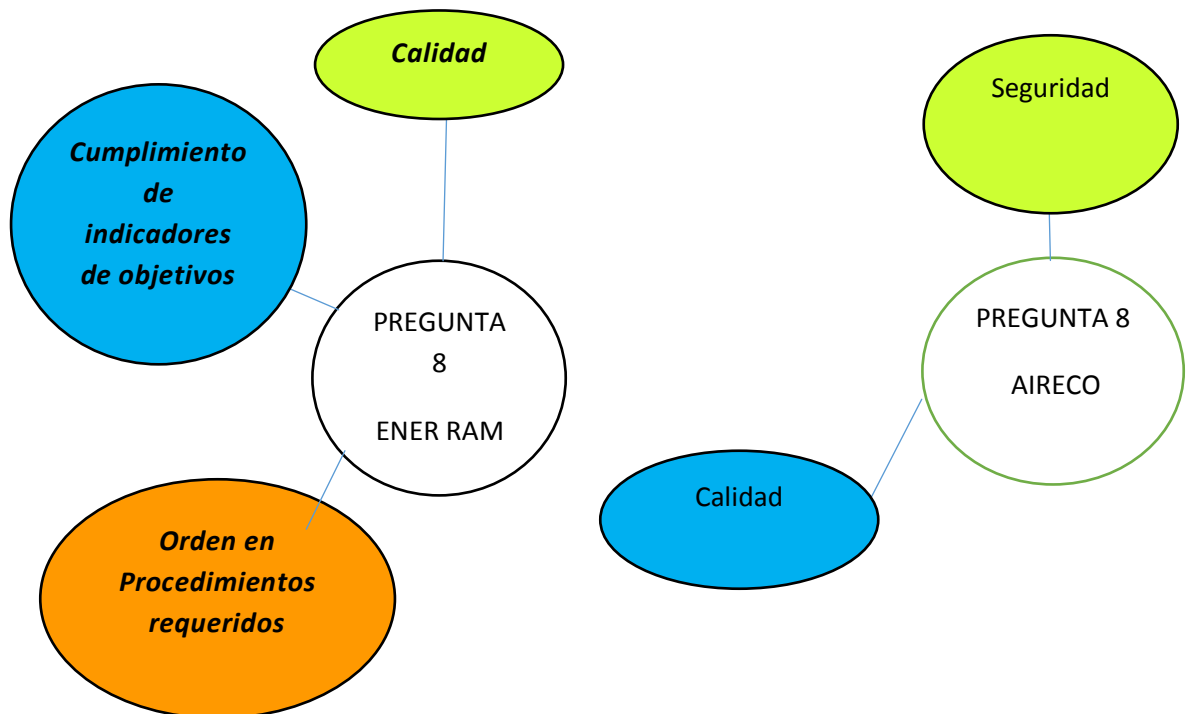 Calidad
Cumplimiento
de
indicadores
de objetivos
PREGUNTA
8
ENER RAM
Orden en
Procedimientos
requeridos
Seguridad
PREGUNTA 8
AIRECO
Calidad